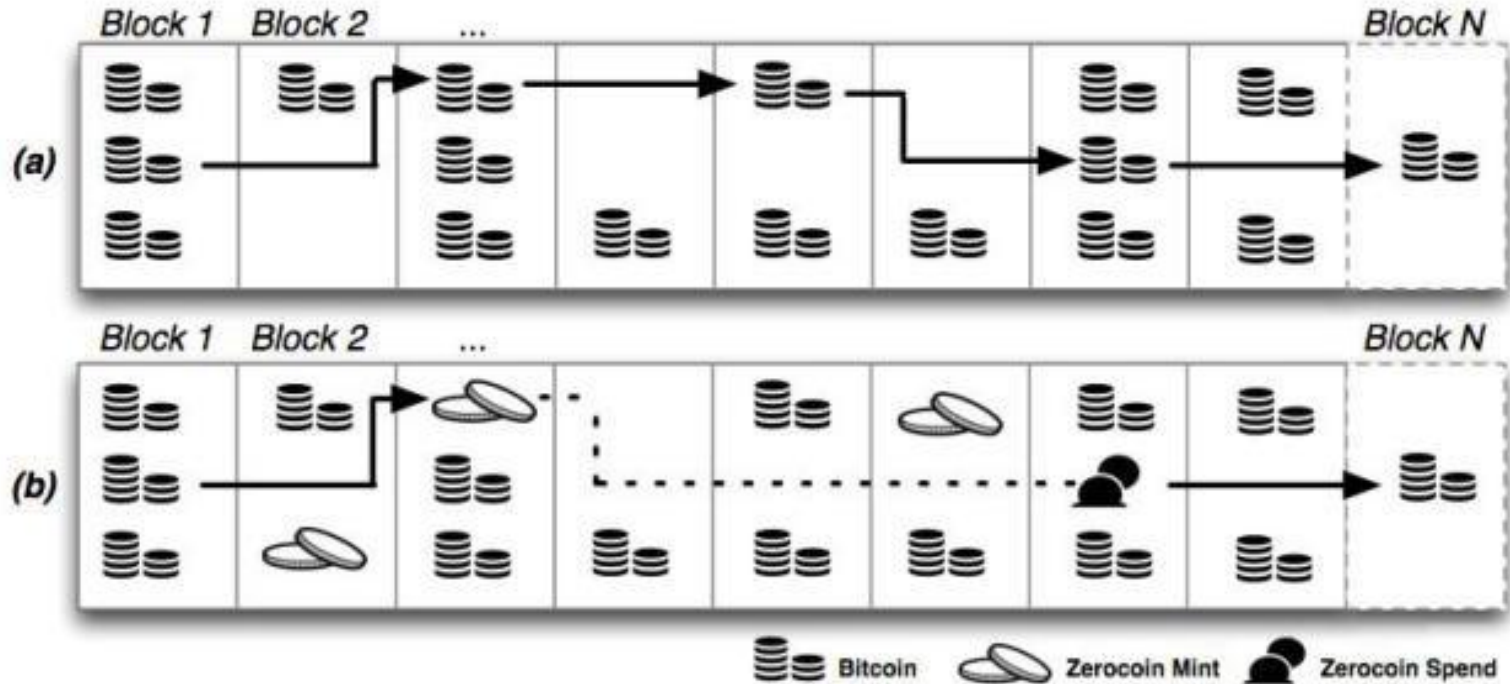 Block 1 Block 2 ... Block N
(a)
Block 1 Block 2 ... Block N
(b)
Bitcoin Zerocoin Mint Zerocoin Spend